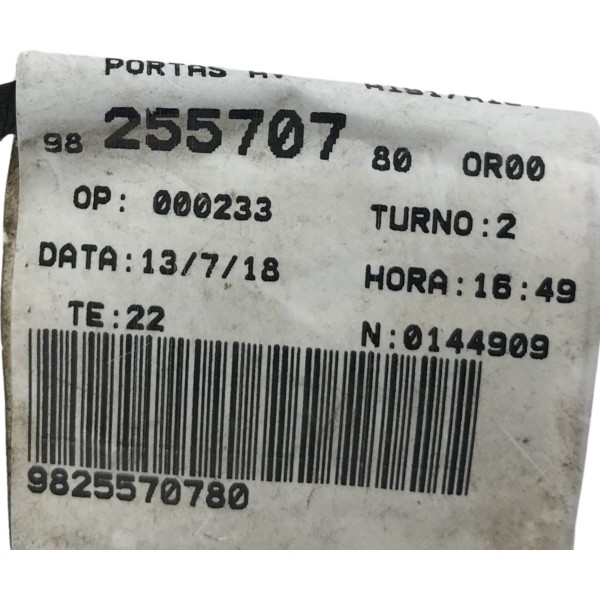 PORTAS AV
98 255707 80 OR00
OP: 000233 TURNO:2
DATA:13/7/18 HORA:16:49
TE:22 N:0144909
9825570780